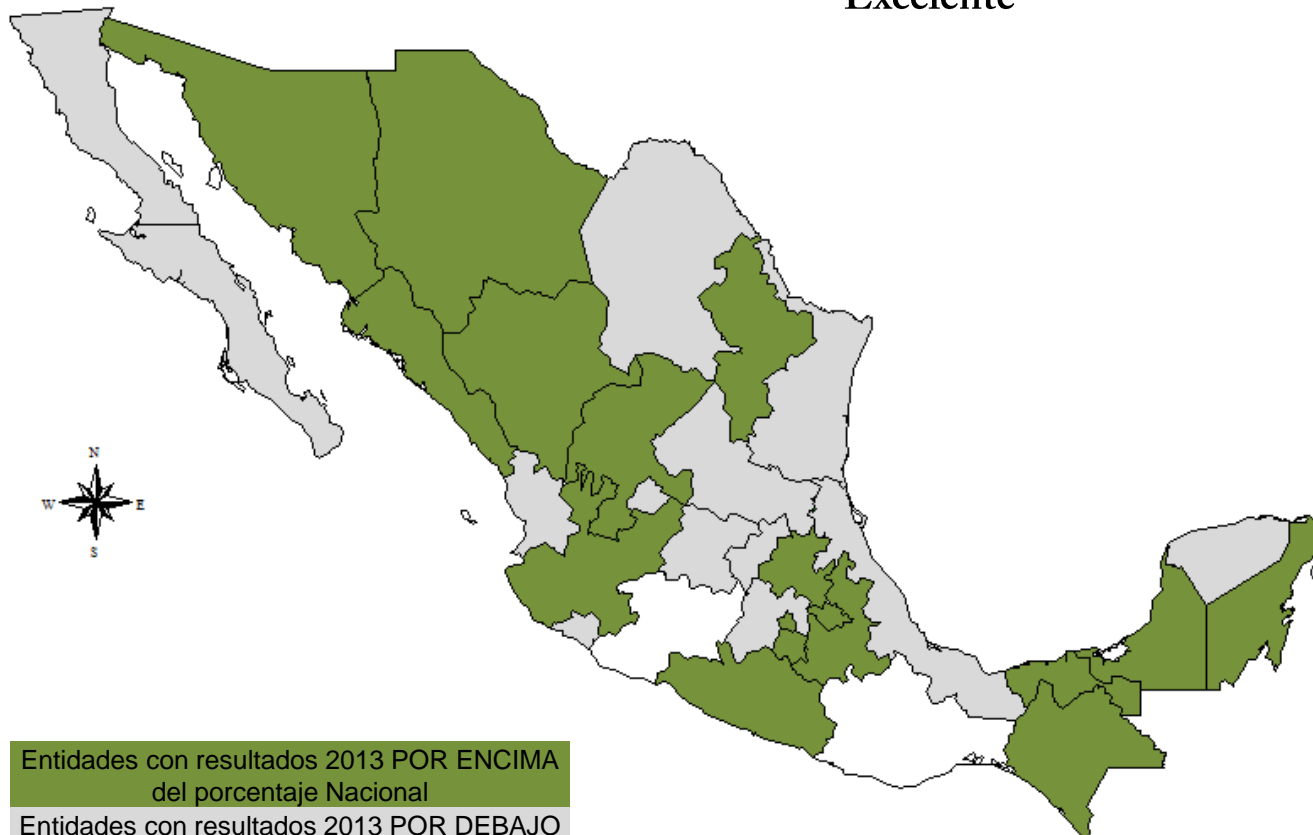 Excelente
N
W E
S
Entidades con resultados 2013 POR ENCIMA
del porcentaje Nacional
Entidades con resultados 2013 POR DEBAJO